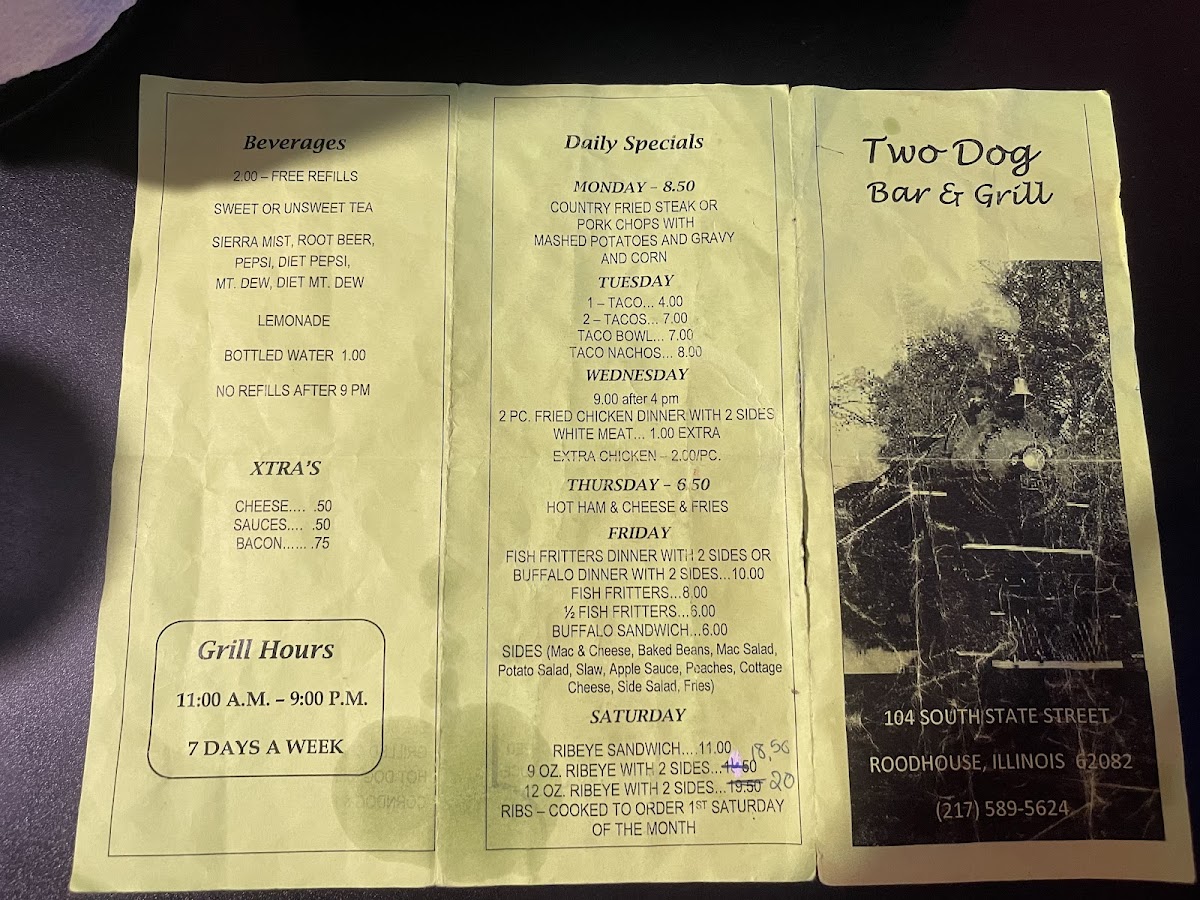 Beverages
2.00 – FREE REFILLS
SWEET OR UNSWEET TEA
SIERRA MIST, ROOT BEER,
PEPSI, DIET PEPSI,
MT. DEW, DIET MT. DEW
LEMONADE
BOTTLED WATER 1.00
NO REFILLS AFTER 9 PM
XTRA'S
CHEESE.... .50
SAUCES.... .50
BACON...... .75
Grill Hours
11:00 A.M. – 9:00 P.M.
7 DAYS A WEEK
Daily Specials
MONDAY – 8.50
COUNTRY FRIED STEAK OR
PORK CHOPS WITH
MASHED POTATOES AND GRAVY
AND CORN
TUESDAY
1 – TACO... 4.00
2 – TACOS... 7.00
TACO BOWL... 7.00
TACO NACHOS... 8.00
WEDNESDAY
9.00 after 4 pm
2 PC. FRIED CHICKEN DINNER WITH 2 SIDES
WHITE MEAT... 1.00 EXTRA
EXTRA CHICKEN – 2.00/PC.
THURSDAY – 6.50
HOT HAM & CHEESE & FRIES
FRIDAY
FISH FRITTERS DINNER WITH 2 SIDES OR
BUFFALO DINNER WITH 2 SIDES...10.00
FISH FRITTERS...8.00
½ FISH FRITTERS...6.00
BUFFALO SANDWICH...6.00
SIDES (Mac & Cheese, Baked Beans, Mac Salad,
Potato Salad, Slaw, Apple Sauce, Peaches, Cottage
Cheese, Side Salad, Fries)
SATURDAY
RIBEYE SANDWICH....11.00
9 OZ. RIBEYE WITH 2 SIDES... 18,50
12 OZ. RIBEYE WITH 2 SIDES...19.50 20
RIBS – COOKED TO ORDER 1ST SATURDAY
OF THE MONTH
Two Dog
Bar & Grill
104 SOUTH STATE STREET
ROODHOUSE, ILLINOIS 62082
(217) 589-5624